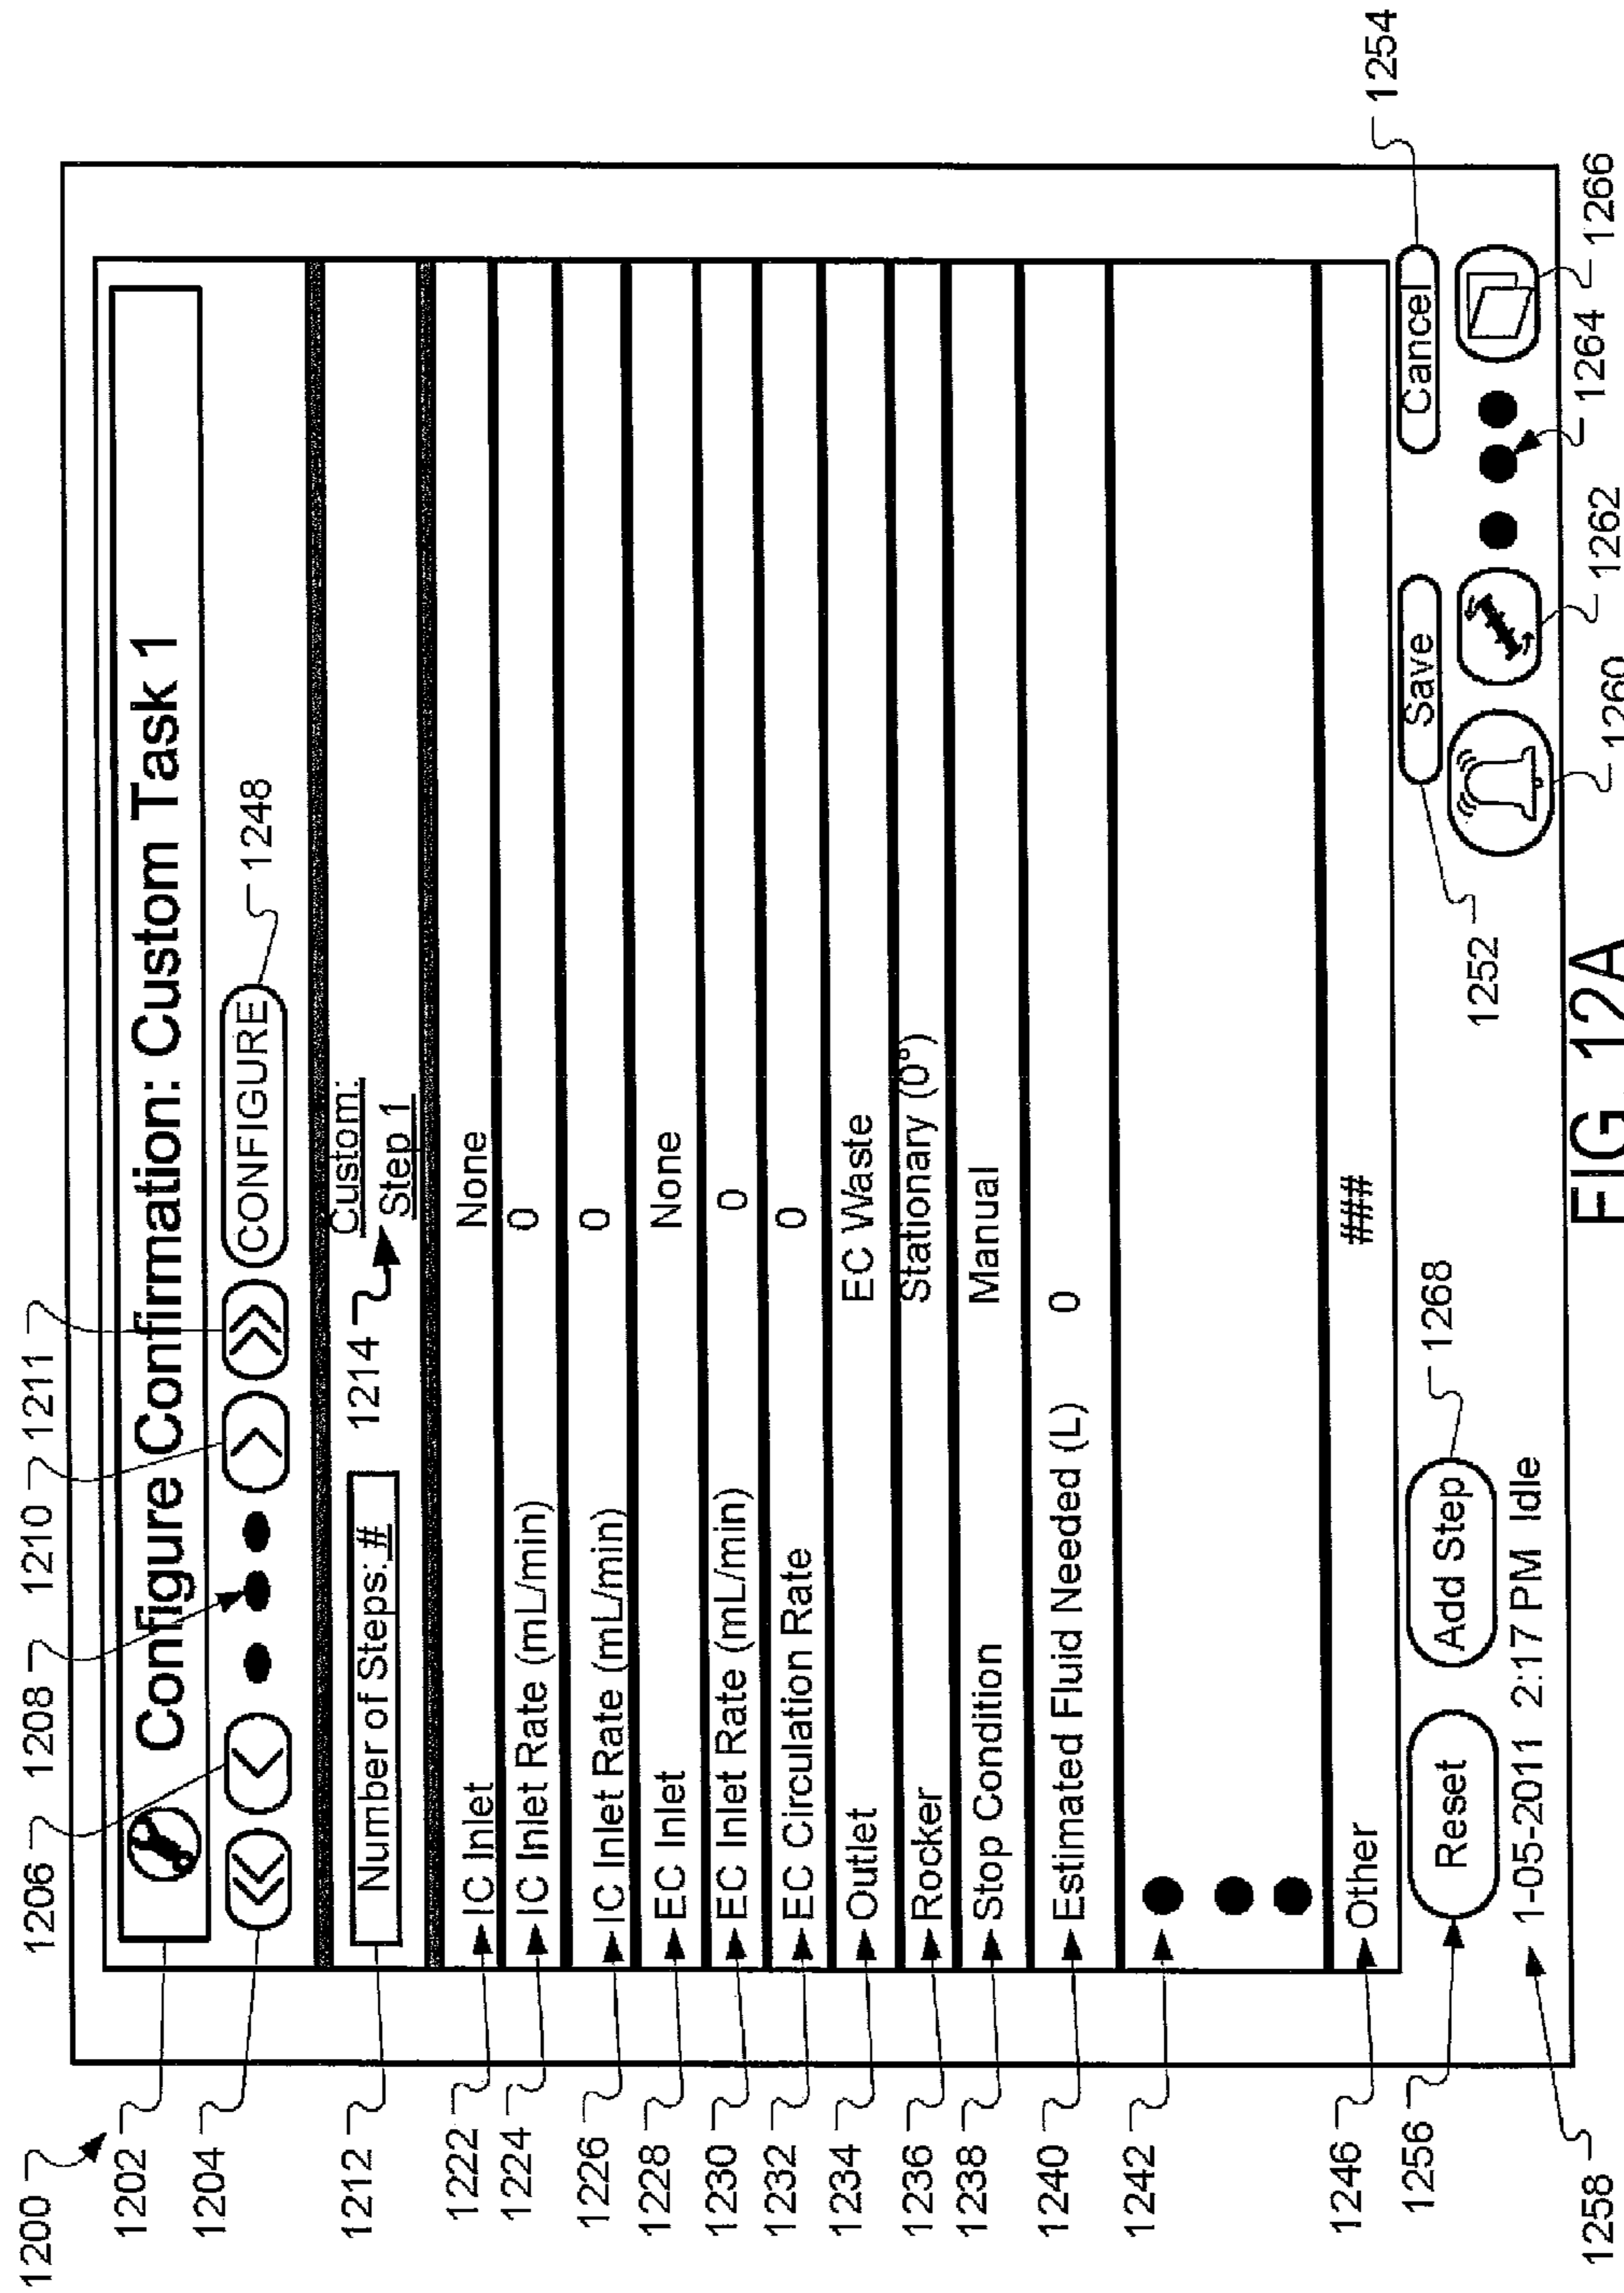 1200
1206 1208 1210 1211
1202
Configure Confirmation: Custom Task 1
1204
CONFIGURE
1248
1212
Number of Steps: #
1214
Custom:
Step 1
1222 IC Inlet None
1224 IC Inlet Rate (mL/min) 0
1226 IC Inlet Rate (mL/min) 0
1228 EC Inlet None
1230 EC Inlet Rate (mL/min) 0
1232 EC Circulation Rate 0
1234 Outlet EC Waste
1236 Rocker Stationary (0°)
1238 Stop Condition Manual
1240 Estimated Fluid Needed (L) 0
1242
1246 Other ###
1256 Reset Add Step 1268 1252 Save Cancel 1254
1258 1-05-2011 2:17 PM Idle
1260 1262 1264 1266
FIG. 12A